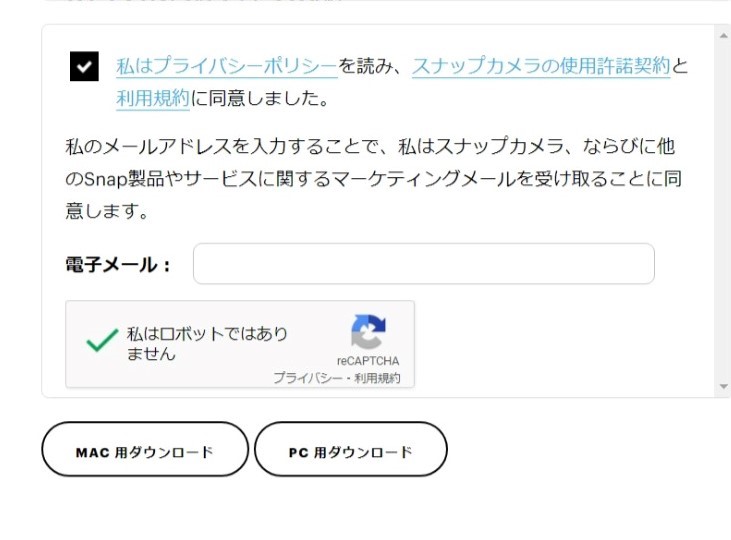 私はプライバシーポリシーを読み、スナップカメラの使用許諾契約と
利用規約に同意しました。
私のメールアドレスを入力することで、私はスナップカメラ、ならびに他
のSnap製品やサービスに関するマーケティングメールを受け取ることに同
意します。
電子メール：
私はロボットではあり
ません
reCAPTCHA
プライバシー・利用規約
MAC 用ダウンロード
PC 用ダウンロード